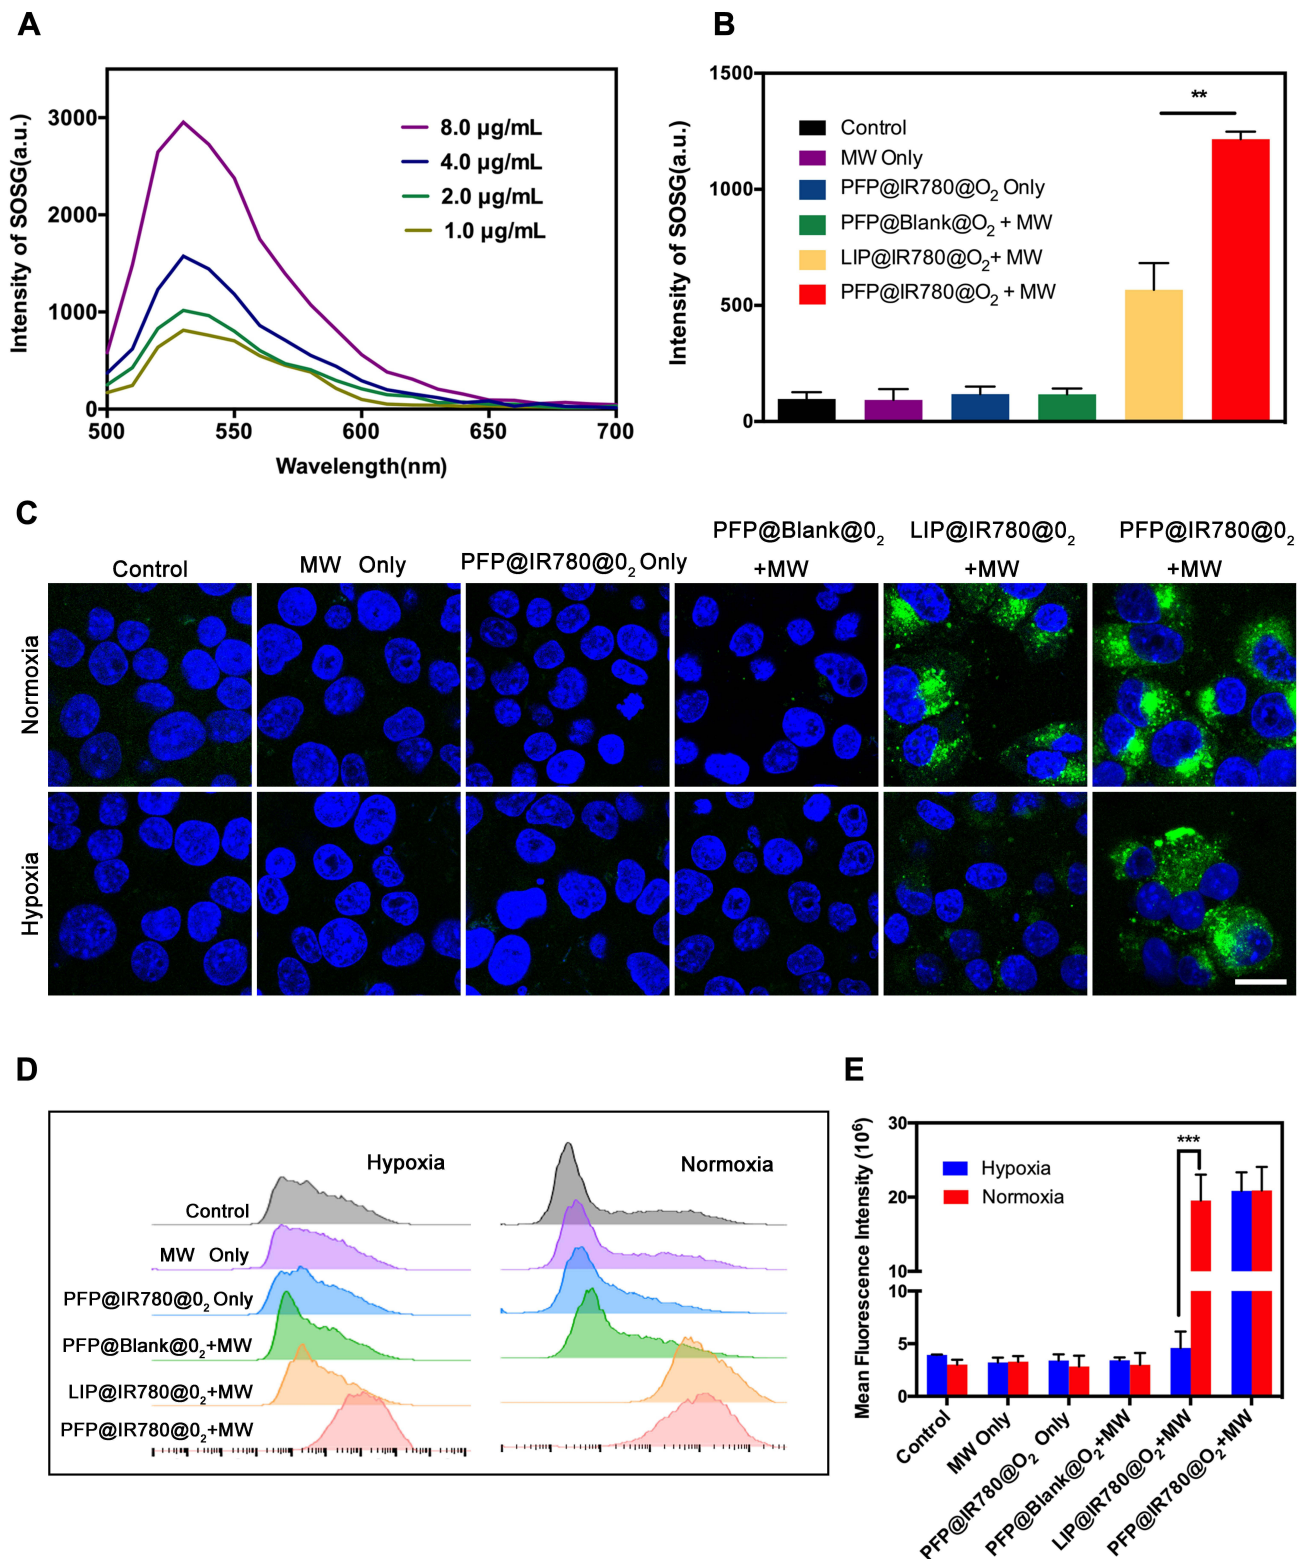 A
B
3000
2000
1000
0
500
550
600
650
700
Intensity of SOSG(a.u.)
Wavelength(nm)
8.0 µg/mL
4.0 µg/mL
2.0 µg/mL
1.0 µg/mL
1500
1000
500
0
Intensity of SOSG(a.u.)
**
Control
MW Only
PFP@IR780@O2 Only
PFP@Blank@O2 + MW
LIP@IR780@O2+ MW
PFP@IR780@O2 + MW
C
Control
MW Only
PFP@IR780@02 Only
PFP@Blank@02
+MW
LIP@IR780@02
+MW
PFP@IR780@02
+MW
Normoxia
Hypoxia
D
Hypoxia
Normoxia
Control
MW Only
PFP@IR780@02 Only
PFP@Blank@02+MW
LIP@IR780@02+MW
PFP@IR780@02+MW
E
Mean Fluorescence Intensity (10⁶)
30
20
10
10
5
0
Hypoxia
Normoxia
***
Control
MW Only
PFP@IR780@O2 Only
PFP@Blank@O2+MW
LIP@IR780@O2+MW
PFP@IR780@O2+MW